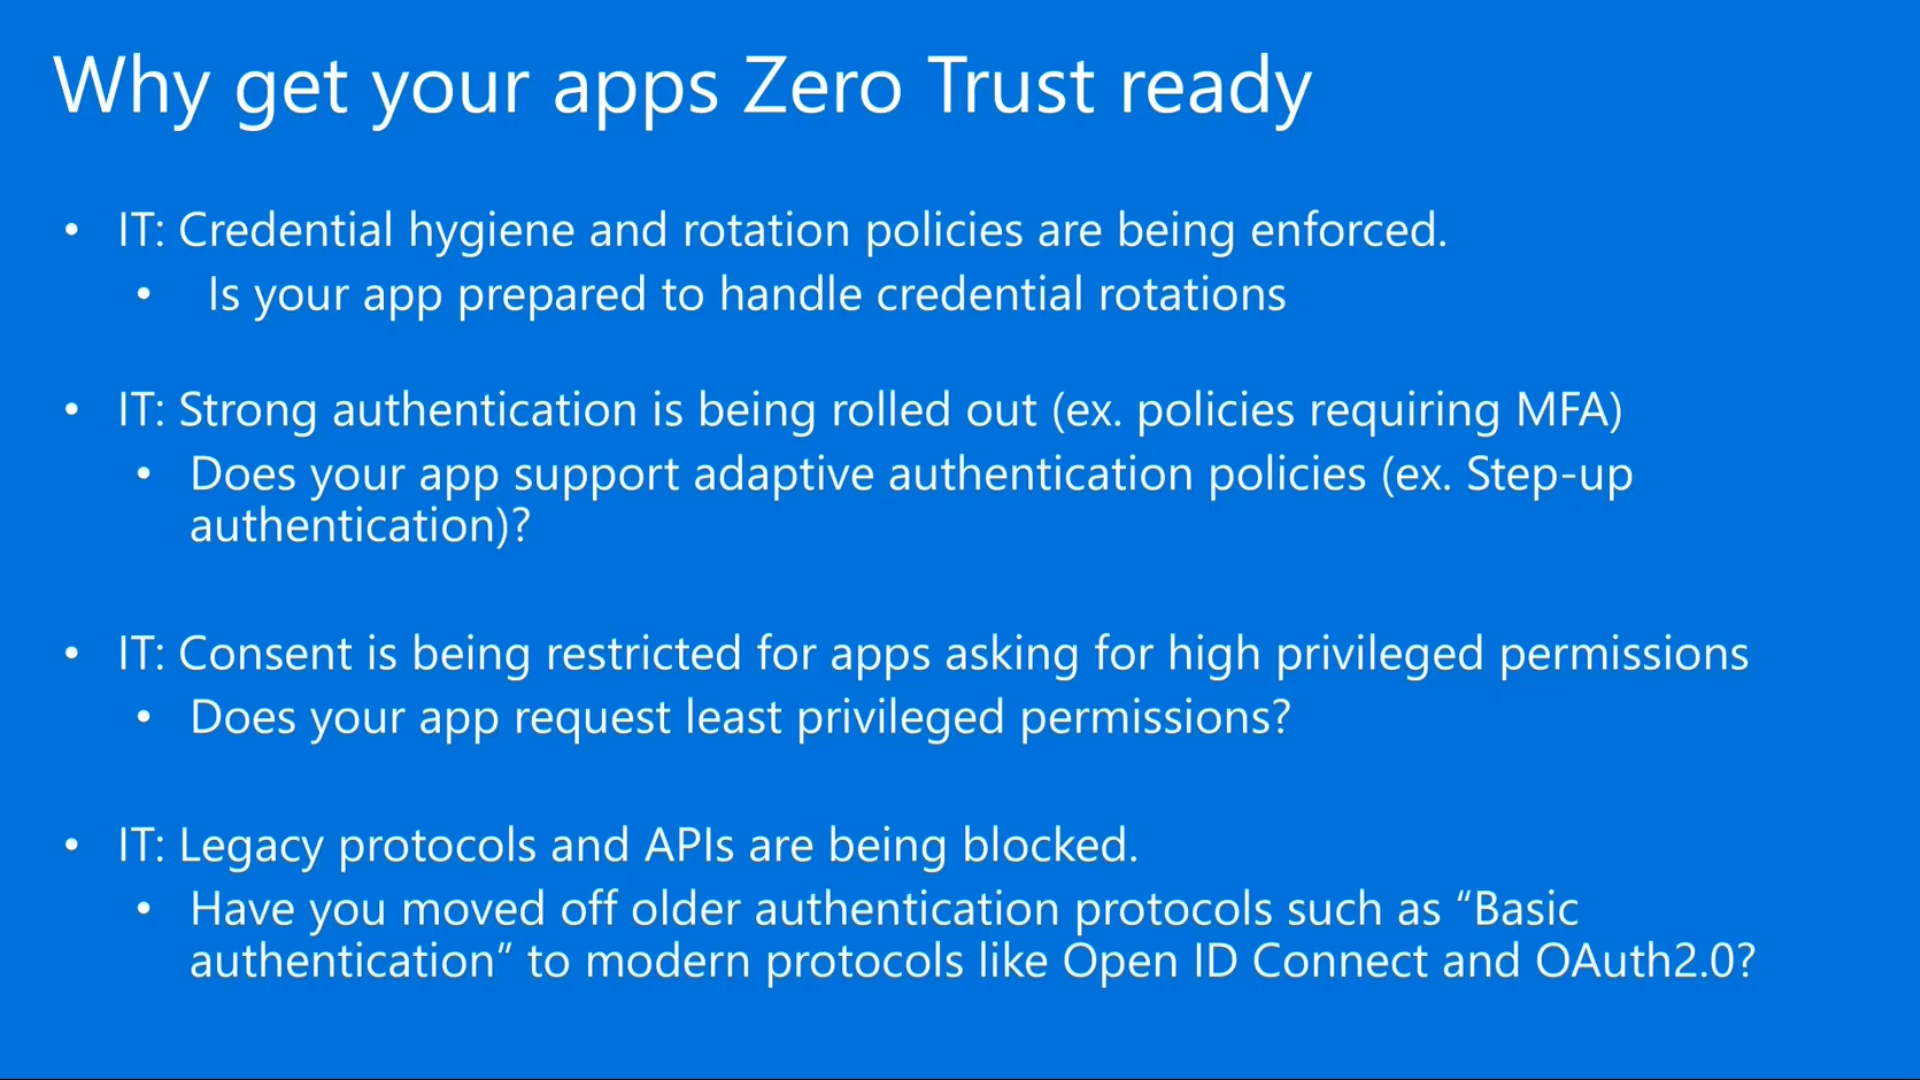 Why get your apps Zero Trust ready
• IT: Credential hygiene and rotation policies are being enforced.
• Is your app prepared to handle credential rotations
• IT: Strong authentication is being rolled out (ex. policies requiring MFA)
• Does your app support adaptive authentication policies (ex. Step-up
authentication)?
• IT: Consent is being restricted for apps asking for high privileged permissions
• Does your app request least privileged permissions?
• IT: Legacy protocols and APIs are being blocked.
• Have you moved off older authentication protocols such as “Basic
authentication” to modern protocols like Open ID Connect and OAuth2.0?